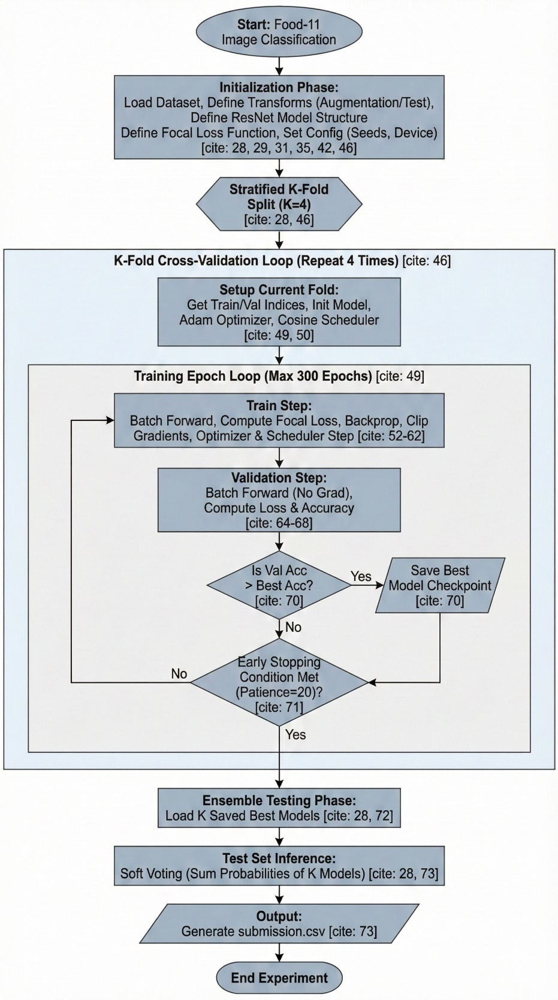 Start: Food-11
Image Classification
Initialization Phase:
Load Dataset, Define Transforms (Augmentation/Test),
Define ResNet Model Structure
Define Focal Loss Function, Set Config (Seeds, Device)
[cite: 28, 29, 31, 35, 42, 46]
Stratified K-Fold
Split (K=4)
[cite: 28, 46]
K-Fold Cross-Validation Loop (Repeat 4 Times) [cite: 46]
Setup Current Fold:
Get Train/Val Indices, Init Model,
Adam Optimizer, Cosine Scheduler
[cite: 49, 50]
Training Epoch Loop (Max 300 Epochs) [cite: 49]
Train Step:
Batch Forward, Compute Focal Loss, Backprop, Clip
Gradients, Optimizer & Scheduler Step [cite: 52-62]
Validation Step:
Batch Forward (No Grad),
Compute Loss & Accuracy
[cite: 64-68]
Is Val Acc
> Best Acc?
[cite: 70]
Yes
Save Best
Model Checkpoint
[cite: 70]
No
Early Stopping
Condition Met
(Patience=20)?
[cite: 71]
No
Yes
Ensemble Testing Phase:
Load K Saved Best Models [cite: 28, 72]
Test Set Inference:
Soft Voting (Sum Probabilities of K Models) [cite: 28, 73]
Output:
Generate submission.csv [cite: 73]
End Experiment